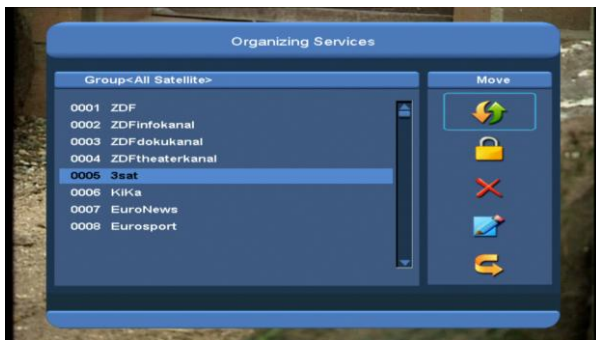 Organizing Services
Group<All Satellite>
Move
0001 ZDF
0002 ZDFinfokanal
0003 ZDFdokukanal
0004 ZDFtheaterkanal
0005 3sat
0006 KiKa
0007 EuroNews
0008 Eurosport